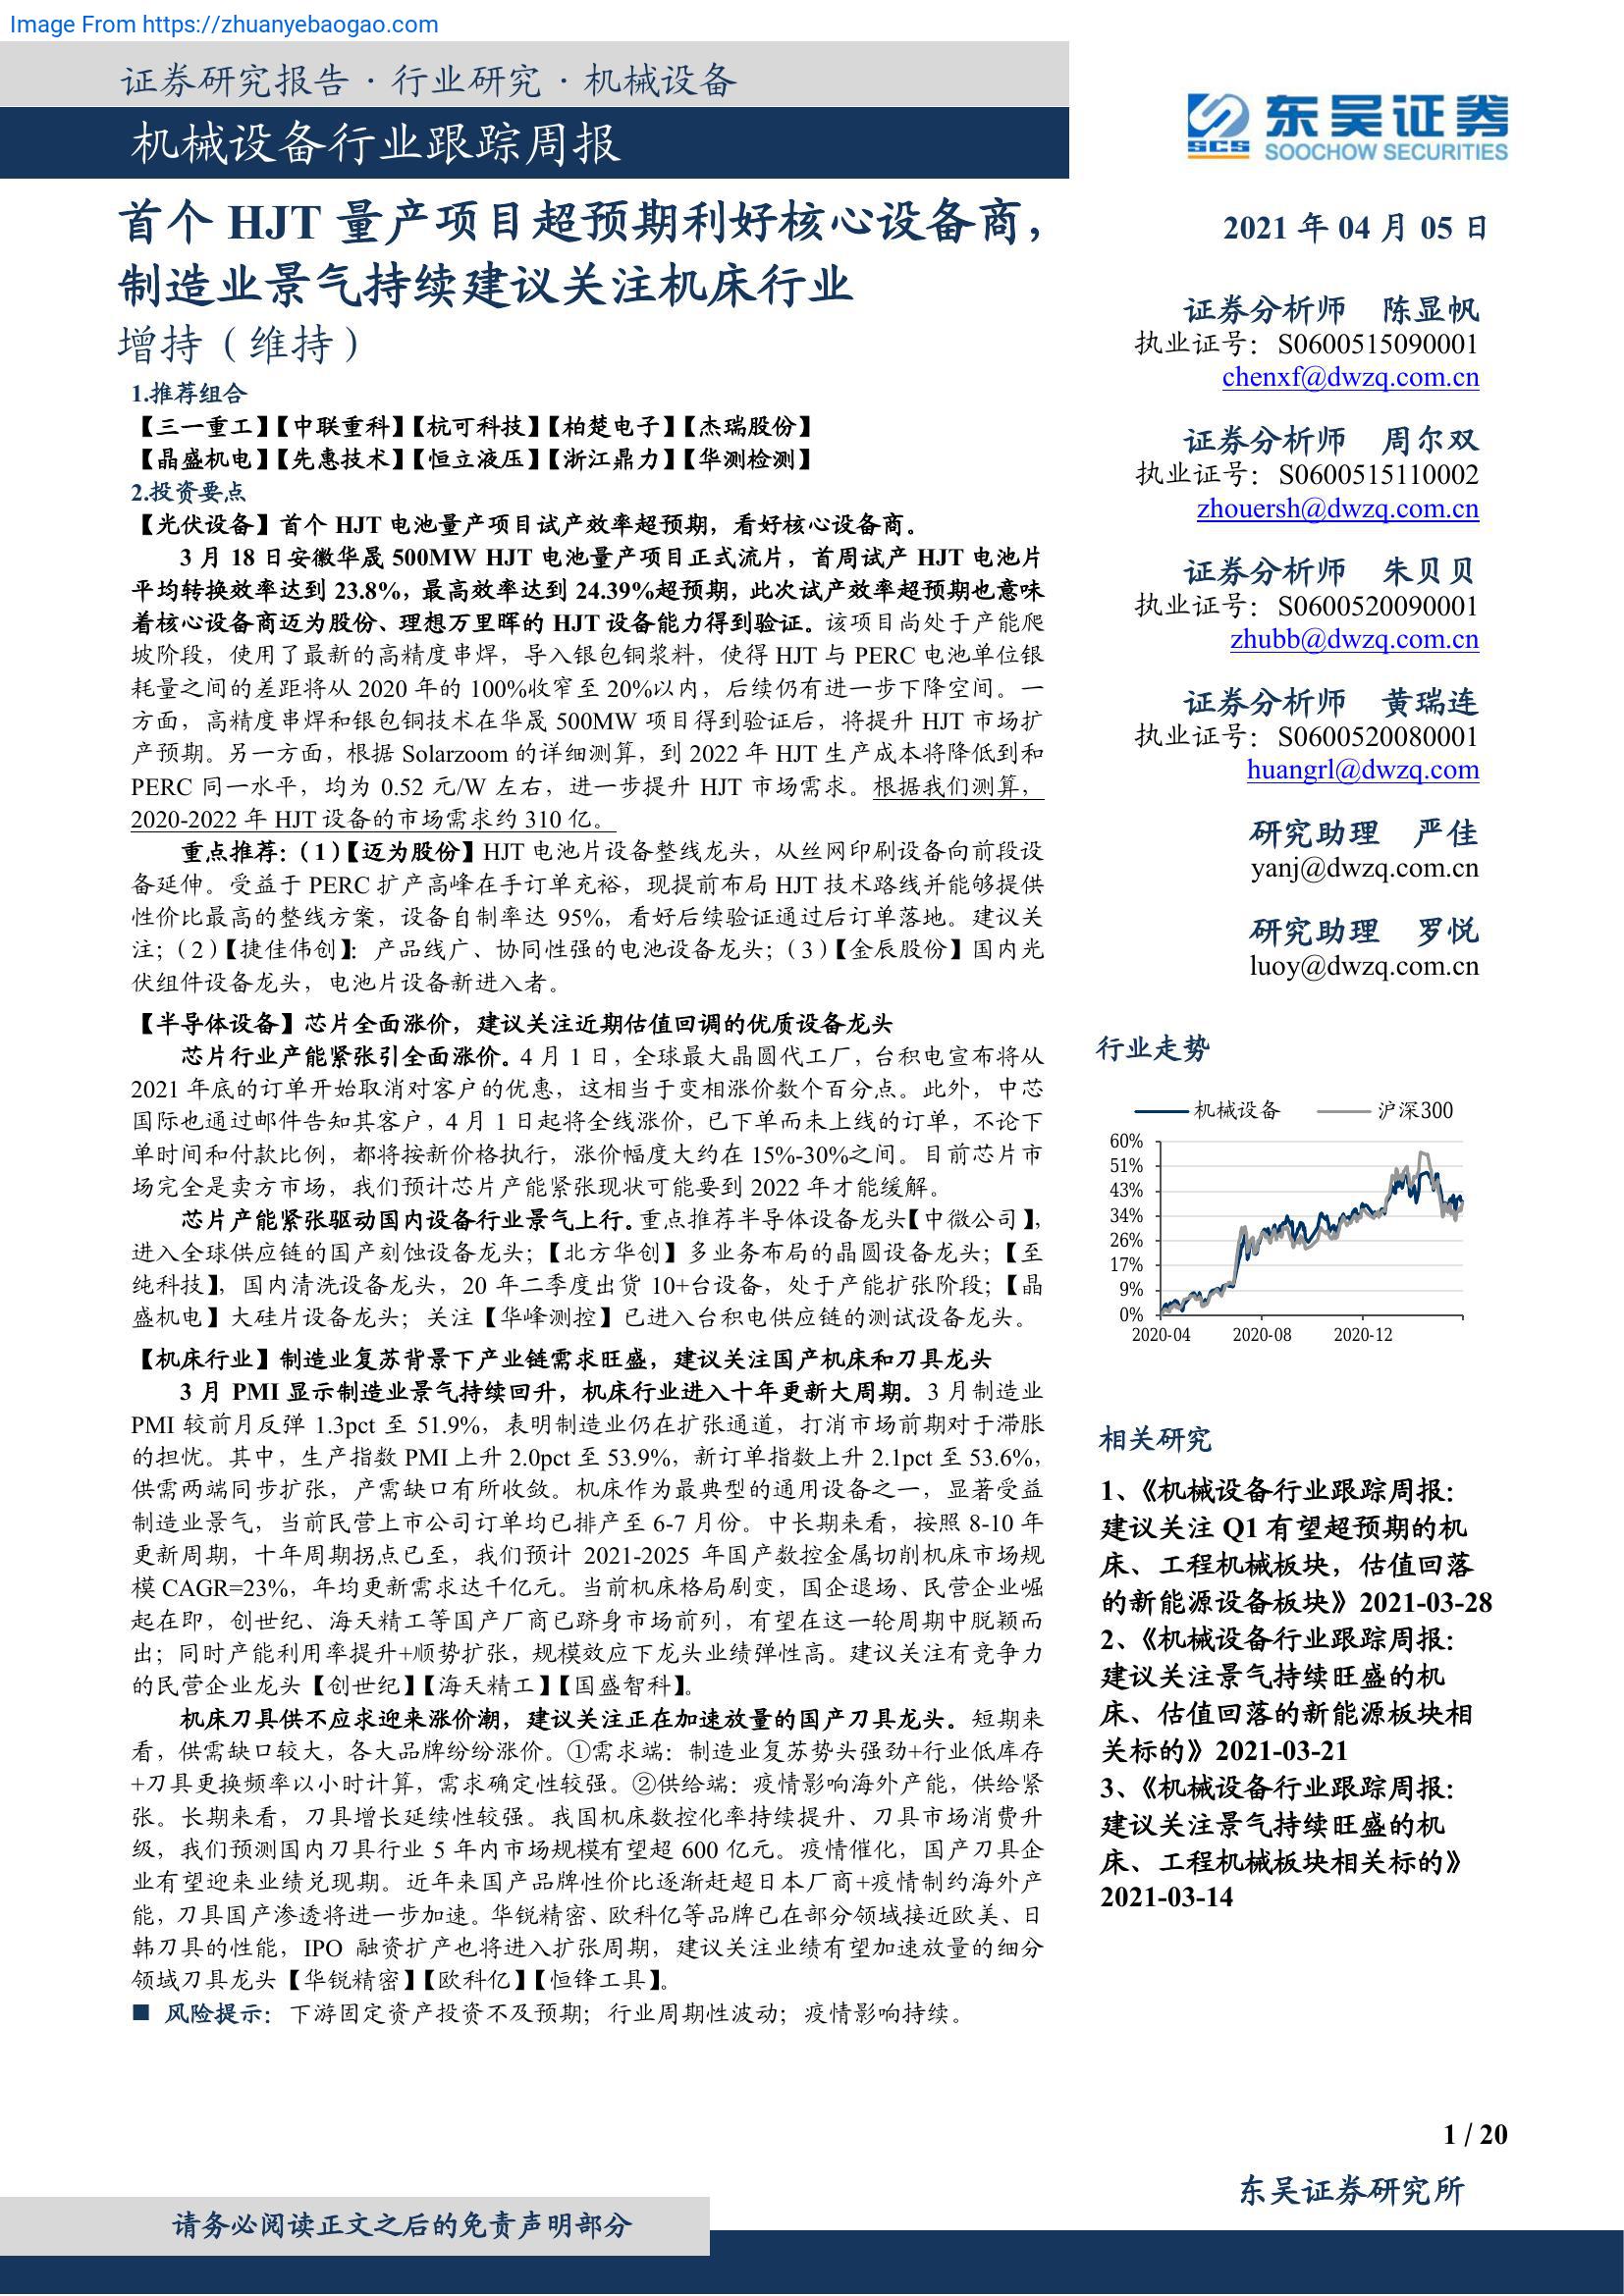 Image From https://zhuanyebaogao.com
证券研究报告·行业研究·机械设备
机械设备行业跟踪周报
首个 HJT 量产项目超预期利好核心设备商，
制造业景气持续建议关注机床行业
增持（维持）
1.推荐组合
【三一重工】【中联重科】【杭可科技】【柏楚电子】【杰瑞股份】
【晶盛机电】【先惠技术】【恒立液压】【浙江鼎力】【华测检测】
2.投资要点
【光伏设备】首个 HJT 电池量产项目试产效率超预期，看好核心设备商。
3 月 18 日安徽华晟 500MW HJT 电池量产项目正式流片，首周试产 HJT 电池片
平均转换效率达到 23.8%，最高效率达到 24.39%超预期，此次试产效率超预期也意味
着核心设备商迈为股份、理想万里晖的 HJT 设备能力得到验证。该项目尚处于产能爬
坡阶段，使用了最新的高精度串焊，导入银包铜浆料，使得 HJT 与 PERC 电池单位银
耗量之间的差距将从 2020 年的 100%收窄至 20%以内，后续仍有进一步下降空间。一
方面，高精度串焊和银包铜技术在华晟 500MW 项目得到验证后，将提升 HJT 市场扩
产预期。另一方面，根据 Solarzoom 的详细测算，到 2022 年 HJT 生产成本将降低到和
PERC 同一水平，均为 0.52 元/W 左右，进一步提升 HJT 市场需求。根据我们测算，
2020-2022 年 HJT 设备的市场需求约 310 亿。
重点推荐：（1）【迈为股份】HJT 电池片设备整线龙头，从丝网印刷设备向前段设
备延伸。受益于 PERC 扩产高峰在手订单充裕，现提前布局 HJT 技术路线并能够提供
性价比最高的整线方案，设备自制率达 95%，看好后续验证通过后订单落地。建议关
注；（2）【捷佳伟创】：产品线广、协同性强的电池设备龙头；（3）【金辰股份】国内光
伏组件设备龙头，电池片设备新进入者。
【半导体设备】芯片全面涨价，建议关注近期估值回调的优质设备龙头
芯片行业产能紧张引全面涨价。4 月 1 日，全球最大晶圆代工厂，台积电宣布将从
2021 年底的订单开始取消对客户的优惠，这相当于变相涨价数个百分点。此外，中芯
国际也通过邮件告知其客户，4 月 1 日起将全线涨价，已下单而未上线的订单，不论下
单时间和付款比例，都将按新价格执行，涨价幅度大约在 15%-30%之间。目前芯片市
场完全是卖方市场，我们预计芯片产能紧张现状可能要到 2022 年才能缓解。
芯片产能紧张驱动国内设备行业景气上行。重点推荐半导体设备龙头【中微公司】，
进入全球供应链的国产刻蚀设备龙头；【北方华创】多业务布局的晶圆设备龙头；【至
纯科技】，国内清洗设备龙头，20 年二季度出货 10+台设备，处于产能扩张阶段；【晶
盛机电】大硅片设备龙头；关注【华峰测控】已进入台积电供应链的测试设备龙头。
【机床行业】制造业复苏背景下产业链需求旺盛，建议关注国产机床和刀具龙头
3 月 PMI 显示制造业景气持续回升，机床行业进入十年更新大周期。3 月制造业
PMI 较前月反弹 1.3pct 至 51.9%，表明制造业仍在扩张通道，打消市场前期对于滞胀
的担忧。其中，生产指数 PMI 上升 2.0pct 至 53.9%，新订单指数上升 2.1pct 至 53.6%，
供需两端同步扩张，产需缺口有所收敛。机床作为最典型的通用设备之一，显著受益
制造业景气，当前民营上市公司订单均已排产至 6-7 月份。中长期来看，按照 8-10 年
更新周期，十年周期拐点已至，我们预计 2021-2025 年国产数控金属切削机床市场规
模 CAGR=23%，年均更新需求达千亿元。当前机床格局剧变，国企退场、民营企业崛
起在即，创世纪、海天精工等国产厂商已跻身市场前列，有望在这一轮周期中脱颖而
出；同时产能利用率提升+顺势扩张，规模效应下龙头业绩弹性高。建议关注有竞争力
的民营企业龙头【创世纪】【海天精工】【国盛智科】。
机床刀具供不应求迎来涨价潮，建议关注正在加速放量的国产刀具龙头。短期来
看，供需缺口较大，各大品牌纷纷涨价。①需求端：制造业复苏势头强劲+行业低库存
+刀具更换频率以小时计算，需求确定性较强。②供给端：疫情影响海外产能，供给紧
张。长期来看，刀具增长延续性较强。我国机床数控化率持续提升、刀具市场消费升
级，我们预测国内刀具行业 5 年内市场规模有望超 600 亿元。疫情催化，国产刀具企
业有望迎来业绩兑现期。近年来国产品牌性价比逐渐赶超日本厂商+疫情制约海外产
能，刀具国产渗透将进一步加速。华锐精密、欧科亿等品牌已在部分领域接近欧美、日
韩刀具的性能，IPO 融资扩产也将进入扩张周期，建议关注业绩有望加速放量的细分
领域刀具龙头【华锐精密】【欧科亿】【恒锋工具】。
■ 风险提示：下游固定资产投资不及预期；行业周期性波动；疫情影响持续。
东吴证券
SCS SOOCHOW SECURITIES
2021 年 04 月 05 日
证券分析师 陈显帆
执业证号：S0600515090001
chenxf@dwzq.com.cn
证券分析师 周尔双
执业证号：S0600515110002
zhouersh@dwzq.com.cn
证券分析师 朱贝贝
执业证号：S0600520090001
zhubb@dwzq.com.cn
证券分析师 黄瑞连
执业证号：S0600520080001
huangrl@dwzq.com
研究助理 严佳
yanj@dwzq.com.cn
研究助理 罗悦
luoy@dwzq.com.cn
行业走势
机械设备 沪深300
60%
51%
43%
34%
26%
17%
9%
0%
2020-04 2020-08 2020-12
相关研究
1、《机械设备行业跟踪周报：
建议关注 Q1 有望超预期的机
床、工程机械板块，估值回落
的新能源设备板块》2021-03-28
2、《机械设备行业跟踪周报：
建议关注景气持续旺盛的机
床、估值回落的新能源板块相
关标的》2021-03-21
3、《机械设备行业跟踪周报：
建议关注景气持续旺盛的机
床、工程机械板块相关标的》
2021-03-14
1 / 20
东吴证券研究所
请务必阅读正文之后的免责声明部分